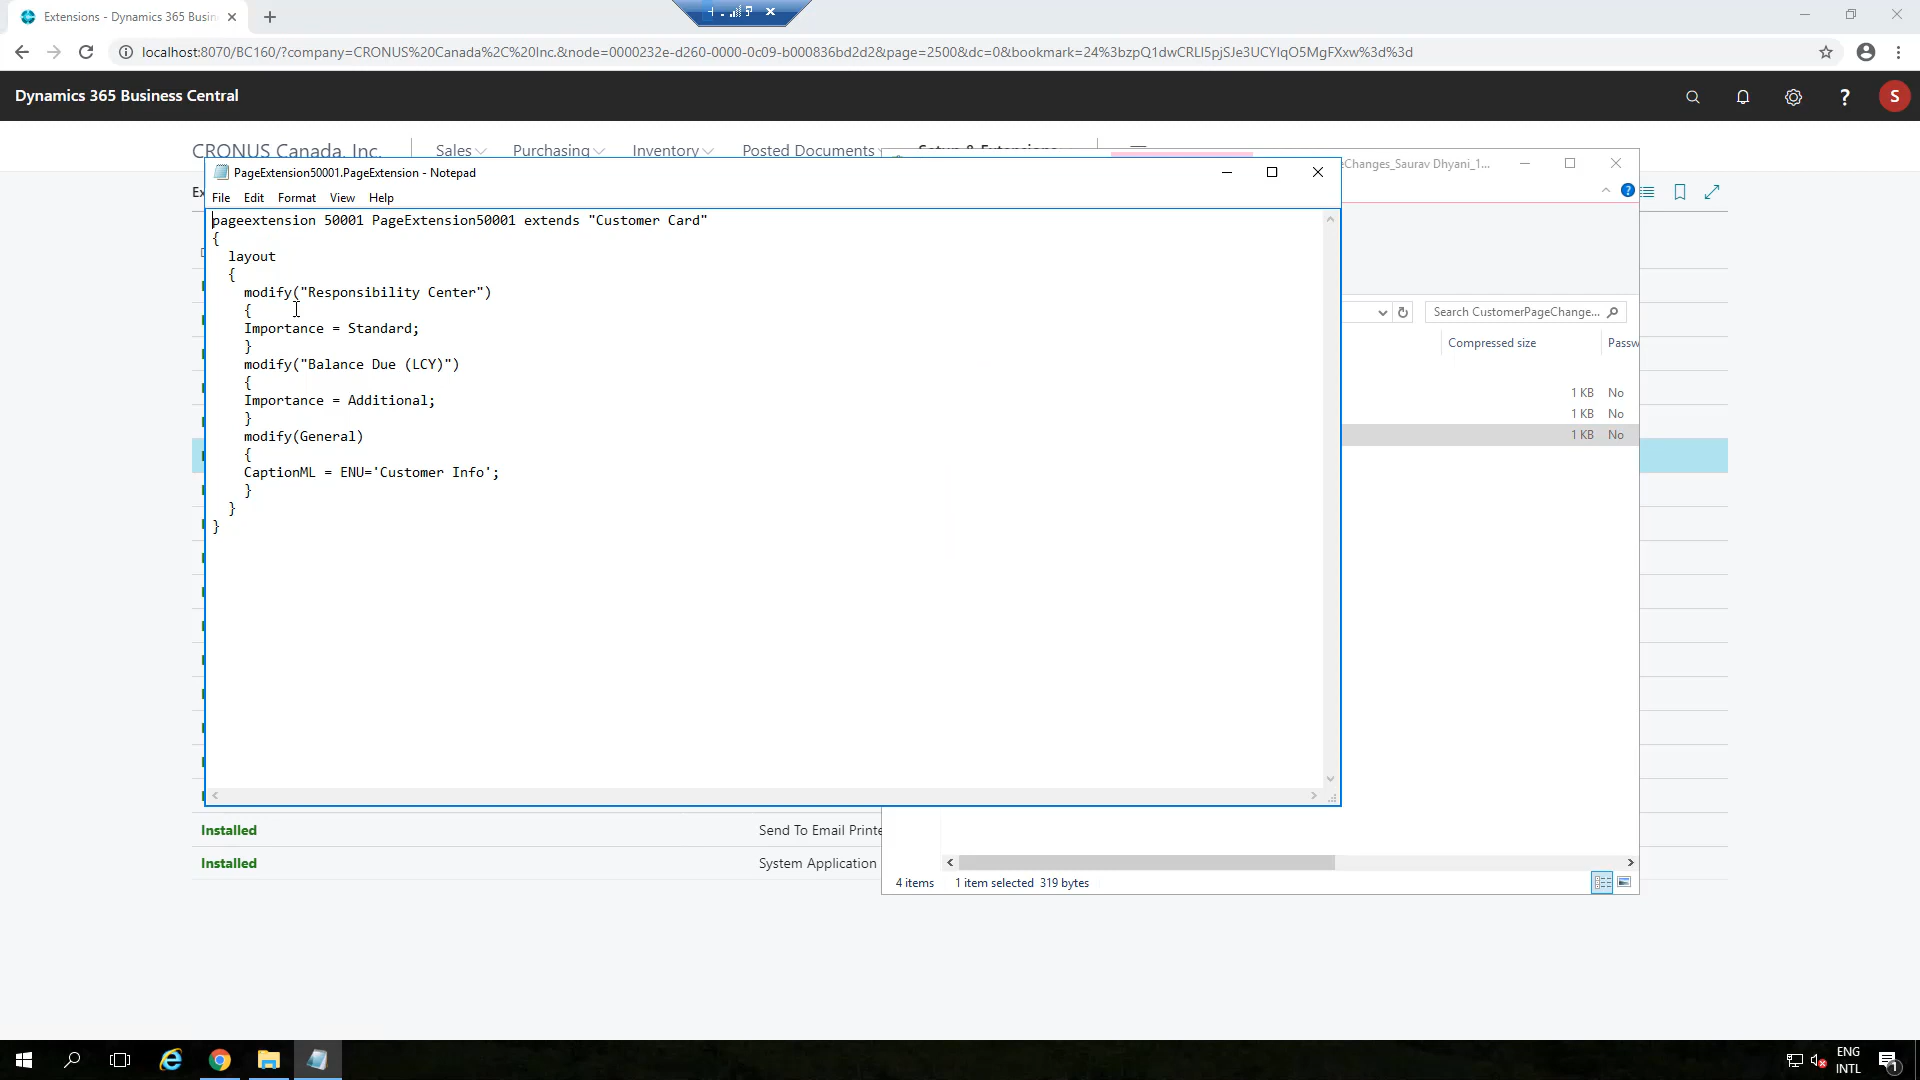 Extensions - Dynamics 365 Busin
localhost:8070/BC160/?company=CRONUS%20Canada%2C%20Inc.&node=0000232e-d260-0000-0c09-b000836bd2d2&page=2500&dc=0&bookmark=24%3bzpQ1dwCRLI5pjSJe3UCYIqO5MgFXxw%3d%3d
Dynamics 365 Business Central
?
S
CRONUS Canada, Inc.
Sales
Purchasing
Inventory
Posted Documents
Setup & Extensions
eChanges_Saurav Dhyani_1...
PageExtension50001.PageExtension - Notepad
Ex
File Edit Format View Help
pageextension 50001 PageExtension50001 extends "Customer Card"
{
layout
{
modify("Responsibility Center")
{
Importance = Standard;
}
modify("Balance Due (LCY)")
{
Importance = Additional;
}
modify(General)
{
CaptionML = ENU='Customer Info';
}
}
}
Search CustomerPageChange...
Compressed size
Passw
1 KB No
1 KB No
1 KB No
Installed
Send To Email Printe
Installed
System Application
4 items 1 item selected 319 bytes
ENG
INTL
1